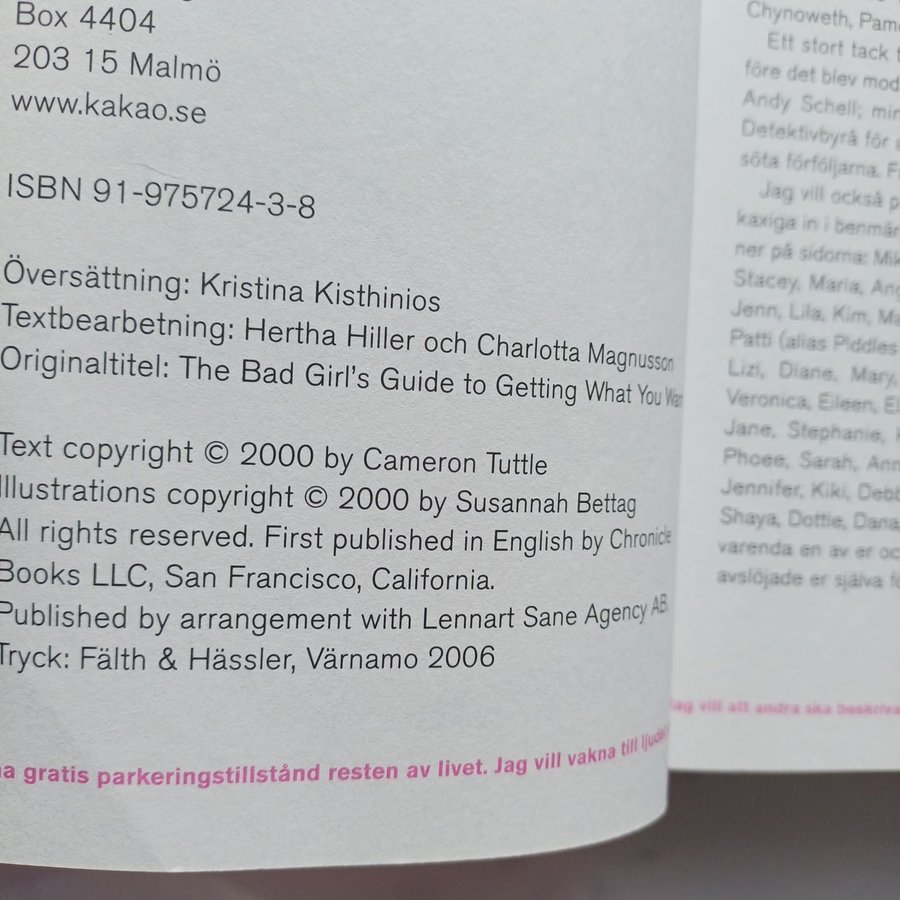 Box 4404
203 15 Malmö
www.kakao.se
ISBN 91-975724-3-8
Översättning: Kristina Kisthinios
Textbearbetning: Hertha Hiller och Charlotta Magnusson
Originaltitel: The Bad Girl's Guide to Getting What You
Text copyright © 2000 by Cameron Tuttle
Illustrations copyright © 2000 by Susannah Bettag
All rights reserved. First published in English by Chronicle
Books LLC, San Francisco, California.
Published by arrangement with Lennart Sane Agency AB.
Tryck: Fälth & Hässler, Värnamo 2006
gratis parkeringstillstånd resten av livet. Jag vill vakna till
Chynoweth,
Ett stort tack
före det blev
Andy Schell;
Detektivbyrå för
söta förföljarna.
Jag vill också
kaxiga in i
ner på sidorna:
Stacey, Maria,
Jenn, Lila, Kim,
Patti (alias Piddles
Lizi, Diane, Mary,
Veronica, Eileen,
Jane, Stephanie,
Phoee, Sarah,
Jennifer, Kiki,
Shaya, Dottie, Dana
varenda en av er
avslöjade er själva
Jag vill att andra ska beskriva